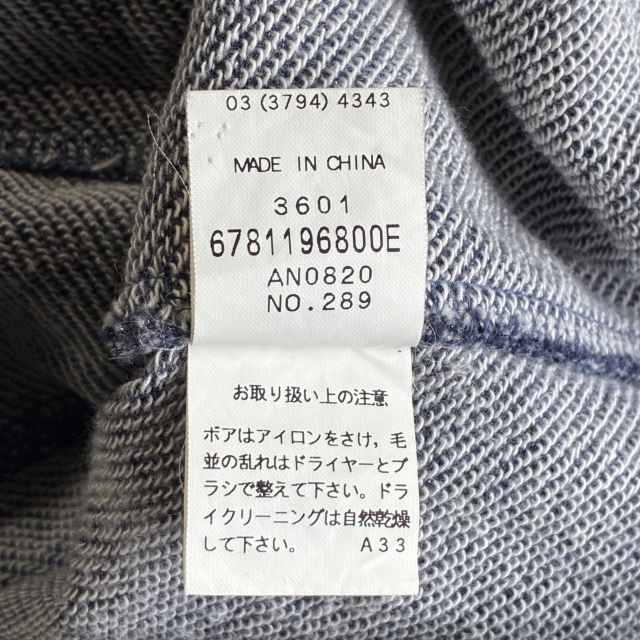 03 (3794) 4343
MADE IN CHINA
3601
6781196800E
AN0820
NO.289
お取り扱い上の注意
ボアはアイロンをさけ，毛
並の乱れはドライヤーとブ
ラシで整えて下さい。ドラ
イクリーニングは自然乾燥
して下さい。 A33